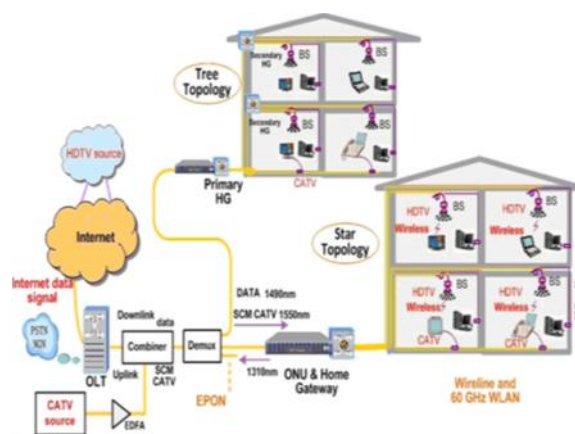 Secondary
HG
BS
BS
Tree
Topology
Secondary
HG
BS
BS
HDTV source
Primary
HG
CATV
Internet
Star
Topology
HDTV
Wireless
BS
HDTV
Wireless
BS
Internet data
signal
DATA 1490nm
SCM CATV 1550nm
HDTV
Wireless
BS
HDTV
Wireless
BS
CATV
CATV
PSTN
Downlink
data
Combiner
Demux
1310nm
OLT
Uplink
SCM
CATV
EPON
ONU & Home
Gateway
Wireline and
60 GHz WLAN
CATV
source
EDFA